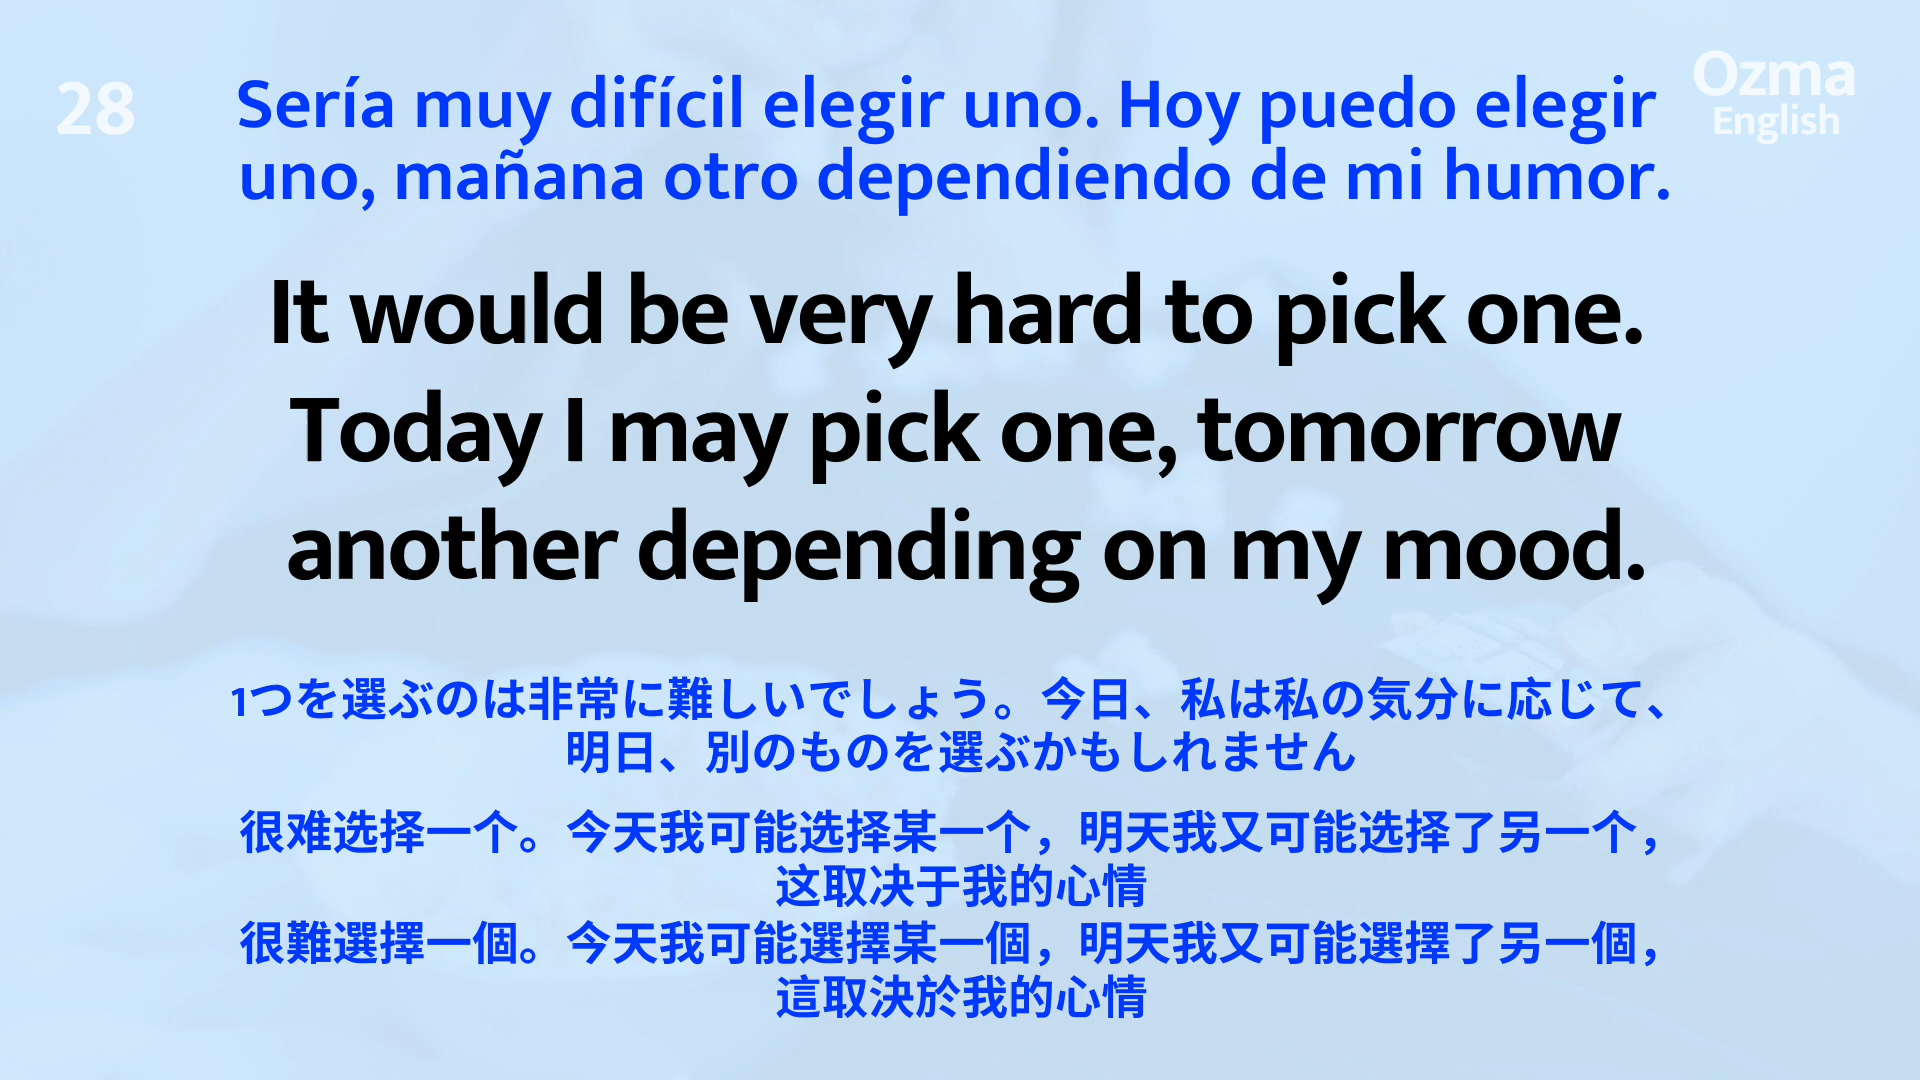 28
Ozma
English
Sería muy difícil elegir uno. Hoy puedo elegir
uno, mañana otro dependiendo de mi humor.
It would be very hard to pick one.
Today I may pick one, tomorrow
another depending on my mood.
1つを選ぶのは非常に難しいでしょう。今日、私は私の気分に応じて、
明日、別のものを選ぶかもしれません
很难选择一个。今天我可能选择某一个，明天我又可能选择了另一个，
这取决于我的心情
很難選擇一個。今天我可能選擇某一個，明天我又可能選擇了另一個，
這取決於我的心情